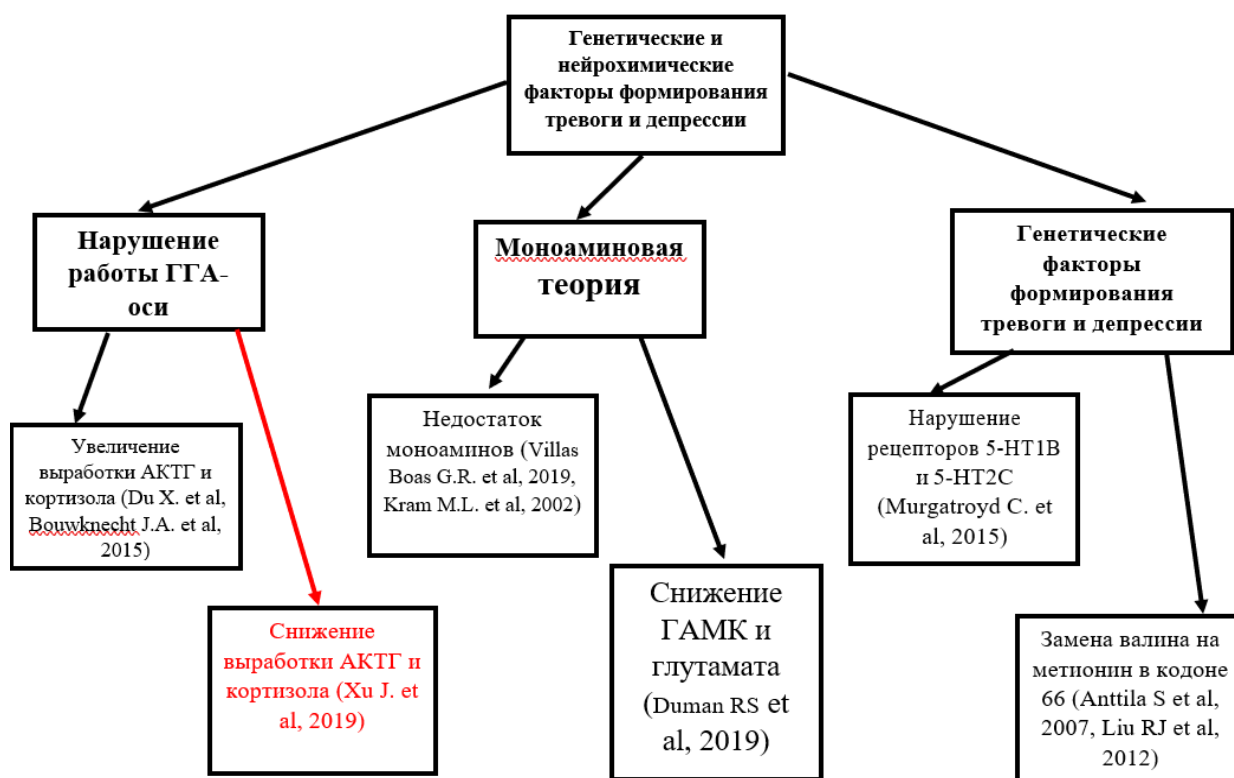 Генетические и
нейрохимические
факторы формирования
тревоги и депрессии
Нарушение
работы ГГА-
оси
Моноаминовая
теория
Генетические
факторы
формирования
тревоги и депрессии
Увеличение
выработки АКТГ и
кортизола (Du X. et al,
Bouwknecht J.A. et al,
2015)
Недостаток
моноаминов (Villas
Boas G.R. et al, 2019,
Kram M.L. et al, 2002)
Нарушение
рецепторов 5-HT1B
и 5-HT2C
(Murgatroyd C. et
al, 2015)
Снижение
выработки АКТГ и
кортизола (Xu J. et
al, 2019)
Снижение
ГАМК и
глутамата
(Duman RS et
al, 2019)
Замена валина на
метионин в кодоне
66 (Anttila S et al,
2007, Liu RJ et al,
2012)